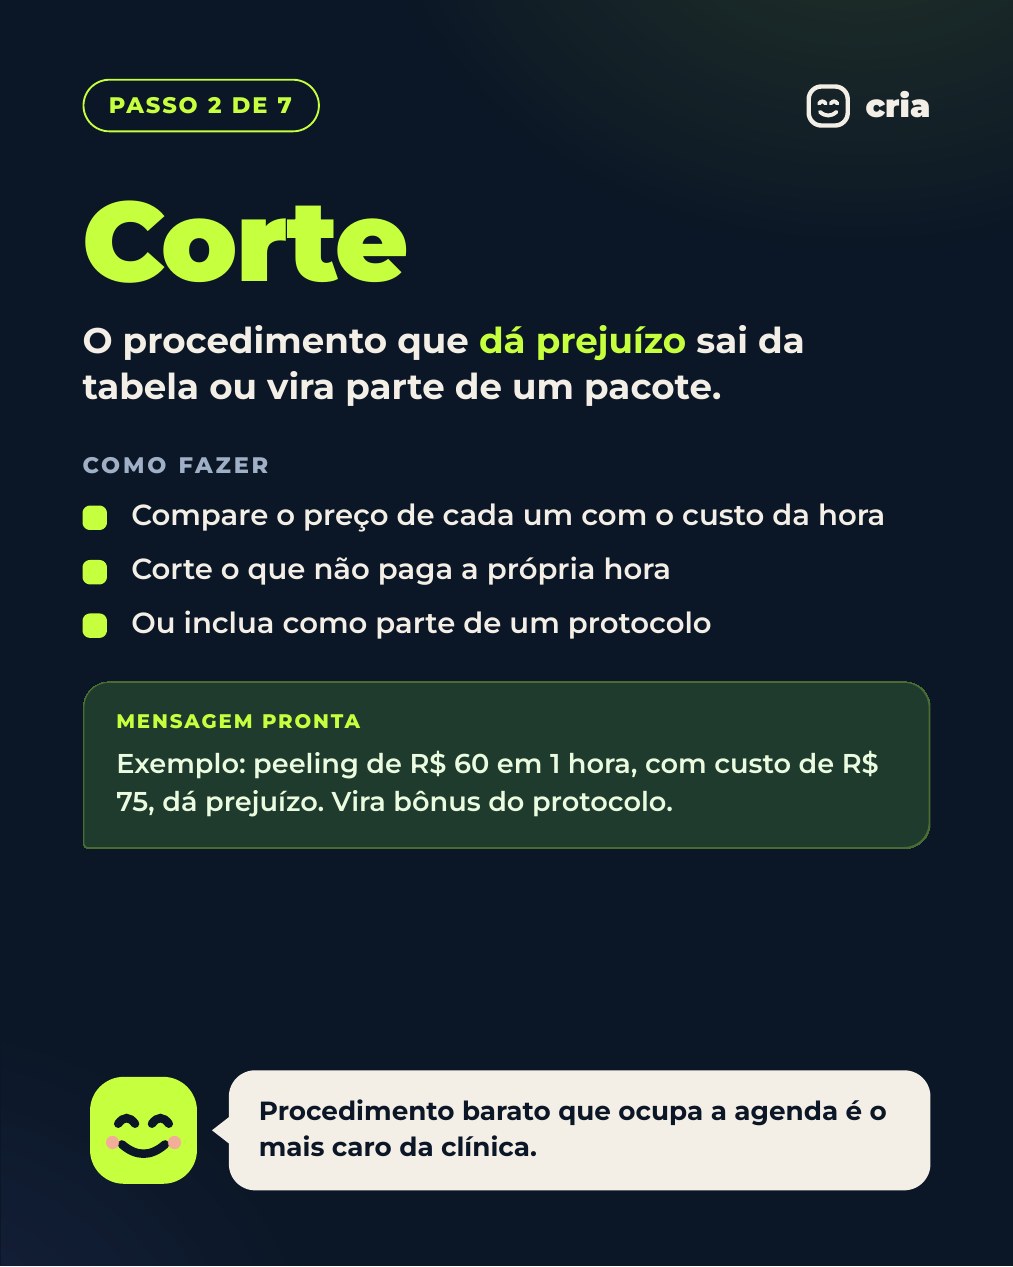 PASSO 2 DE 7
cria
Corte
O procedimento que dá prejuízo sai da
tabela ou vira parte de um pacote.
COMO FAZER
Compare o preço de cada um com o custo da hora
Corte o que não paga a própria hora
Ou inclua como parte de um protocolo
MENSAGEM PRONTA
Exemplo: peeling de R$ 60 em 1 hora, com custo de R$
75, dá prejuízo. Vira bônus do protocolo.
Procedimento barato que ocupa a agenda é o
mais caro da clínica.